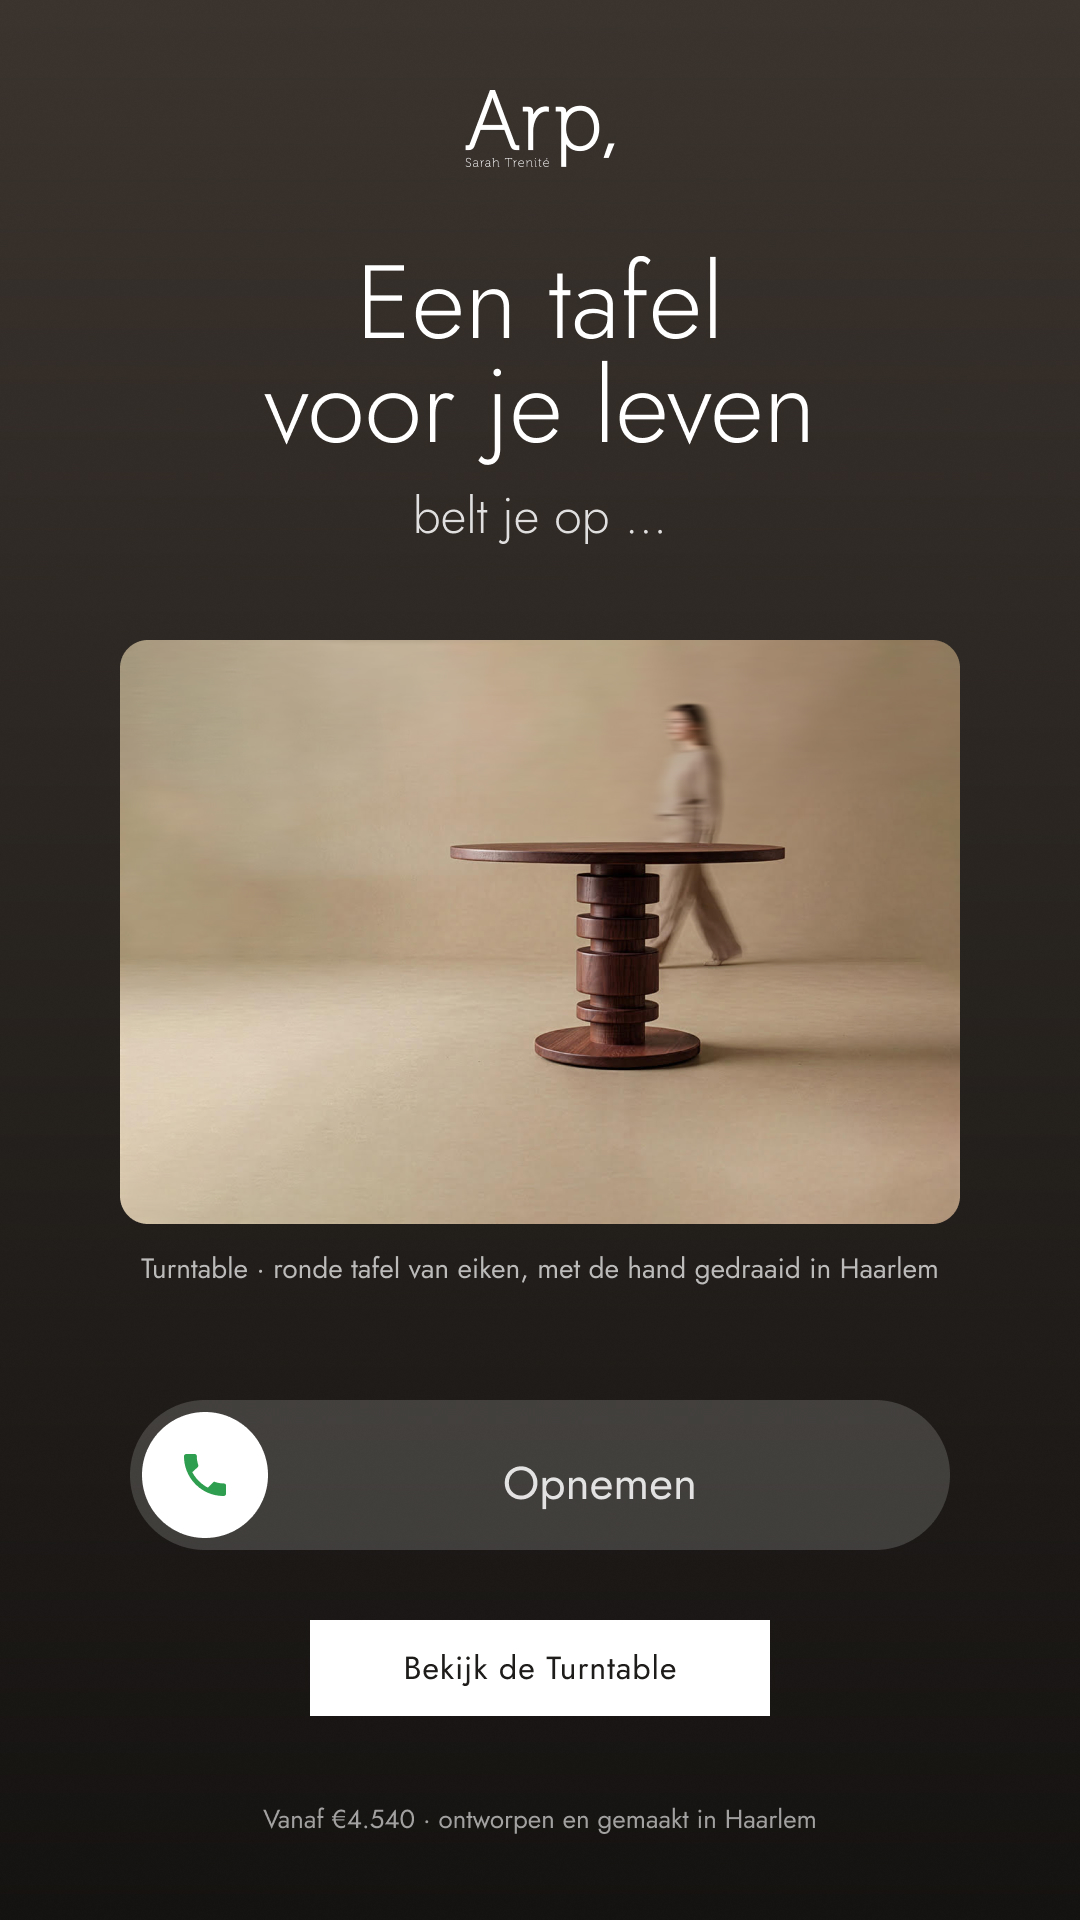 Arp,
Sarah Trenité
Een tafel
voor je leven
belt je op ...
Turntable · ronde tafel van eiken, met de hand gedraaid in Haarlem
Opnemen
Bekijk de Turntable
Vanaf €4.540 · ontworpen en gemaakt in Haarlem